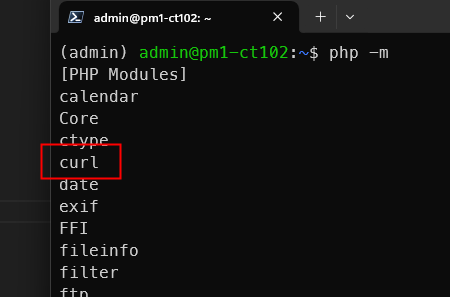 admin@pm1-ct102: ~
(admin) admin@pm1-ct102:~$ php -m
[PHP Modules]
calendar
Core
ctype
curl
date
exif
FFI
fileinfo
filter
ftp